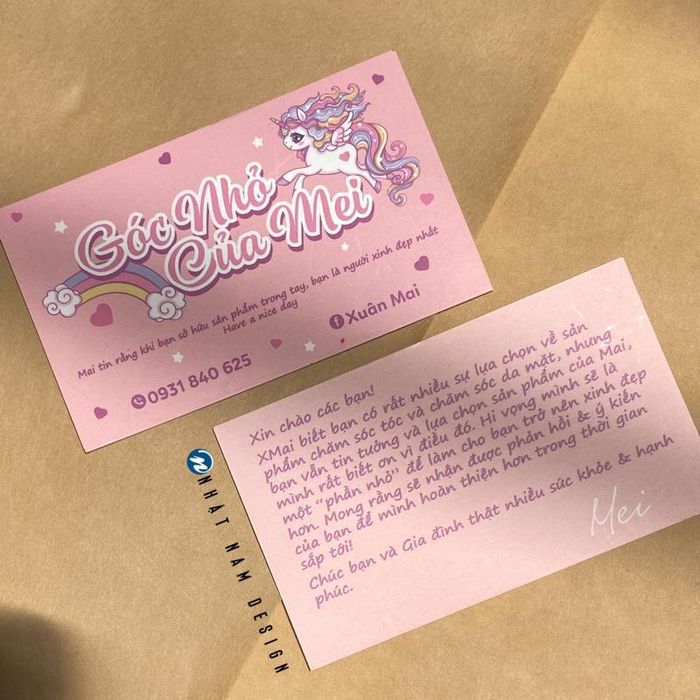 Góc Nhỏ
Của Mei
Mai tin rằng khi bạn sở hữu sản phẩm trong tay, bạn là người xinh đẹp nhất
Have a nice day
0931 840 625
Xuân Mai
Xin chào các bạn!
XMai biết bạn có rất nhiều sự lựa chọn về sản
phẩm chăm sóc tóc và chăm sóc da mặt, nhưng
bạn vẫn tin tưởng và lựa chọn sản phẩm của Mai,
mình rất biết ơn vì điều đó. Hi vọng mình sẽ là
một "phần nhỏ" để làm cho bạn trở nên xinh đẹp
hơn. Mong rằng sẽ nhận được phản hồi & ý kiến
của bạn để mình hoàn thiện hơn trong thời gian
sắp tới!
Chúc bạn và Gia đình thật nhiều sức khỏe & hạnh
phúc.
Mei
NHẬT NAM DESIGN